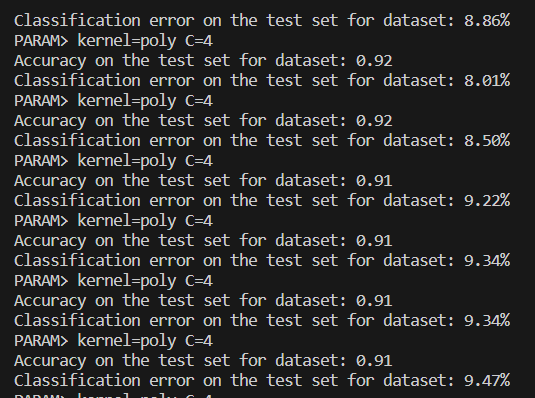 Classification error on the test set for dataset: 8.86%
PARAM> kernel=poly C=4
Accuracy on the test set for dataset: 0.92
Classification error on the test set for dataset: 8.01%
PARAM> kernel=poly C=4
Accuracy on the test set for dataset: 0.92
Classification error on the test set for dataset: 8.50%
PARAM> kernel=poly C=4
Accuracy on the test set for dataset: 0.91
Classification error on the test set for dataset: 9.22%
PARAM> kernel=poly C=4
Accuracy on the test set for dataset: 0.91
Classification error on the test set for dataset: 9.34%
PARAM> kernel=poly C=4
Accuracy on the test set for dataset: 0.91
Classification error on the test set for dataset: 9.34%
PARAM> kernel=poly C=4
Accuracy on the test set for dataset: 0.91
Classification error on the test set for dataset: 9.47%
PARAM> kernel=poly C=4